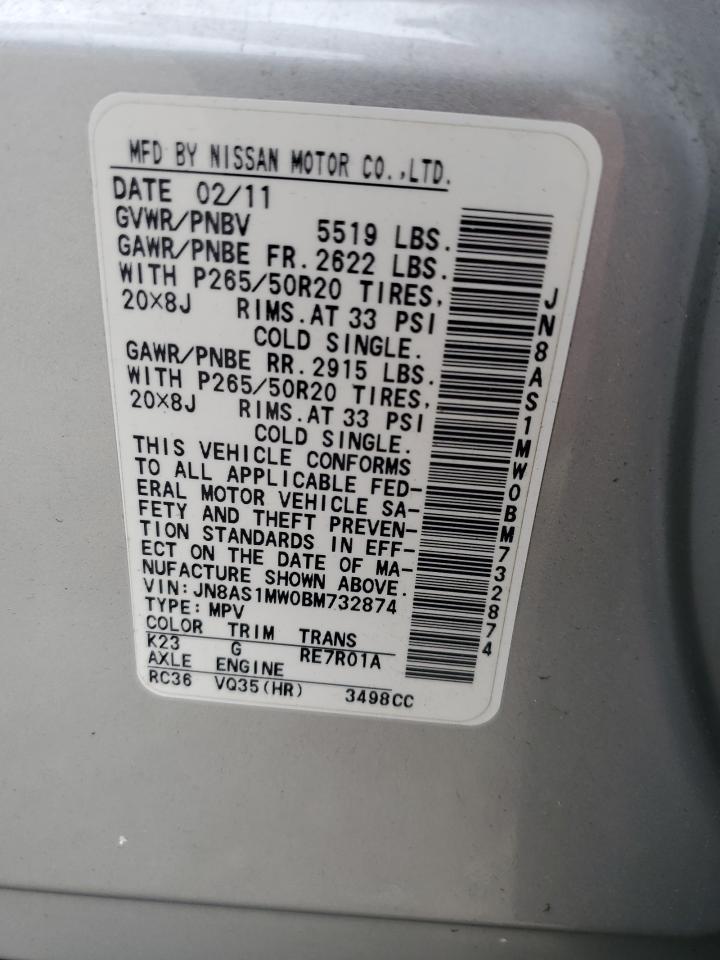 MFD BY NISSAN MOTOR CO.,LTD.
DATE 02/11
GVWR/PNBV 5519 LBS.
GAWR/PNBE FR. 2622 LBS.
WITH P265/50R20 TIRES,
20X8J RIMS.AT 33 PSI
COLD SINGLE.
GAWR/PNBE RR. 2915 LBS.
WITH P265/50R20 TIRES,
20X8J RIMS.AT 33 PSI
COLD SINGLE.
THIS VEHICLE CONFORMS
TO ALL APPLICABLE FED-
ERAL MOTOR VEHICLE SA-
FETY AND THEFT PREVEN-
TION STANDARDS IN EFF-
ECT ON THE DATE OF MA-
NUFACTURE SHOWN ABOVE.
VIN:JN8AS1MW0BM732874
TYPE:MPV
COLOR TRIM TRANS
K23 G RE7R01A
AXLE ENGINE
RC36 VQ35(HR) 3498CC
JN8AS1MW0BM732874